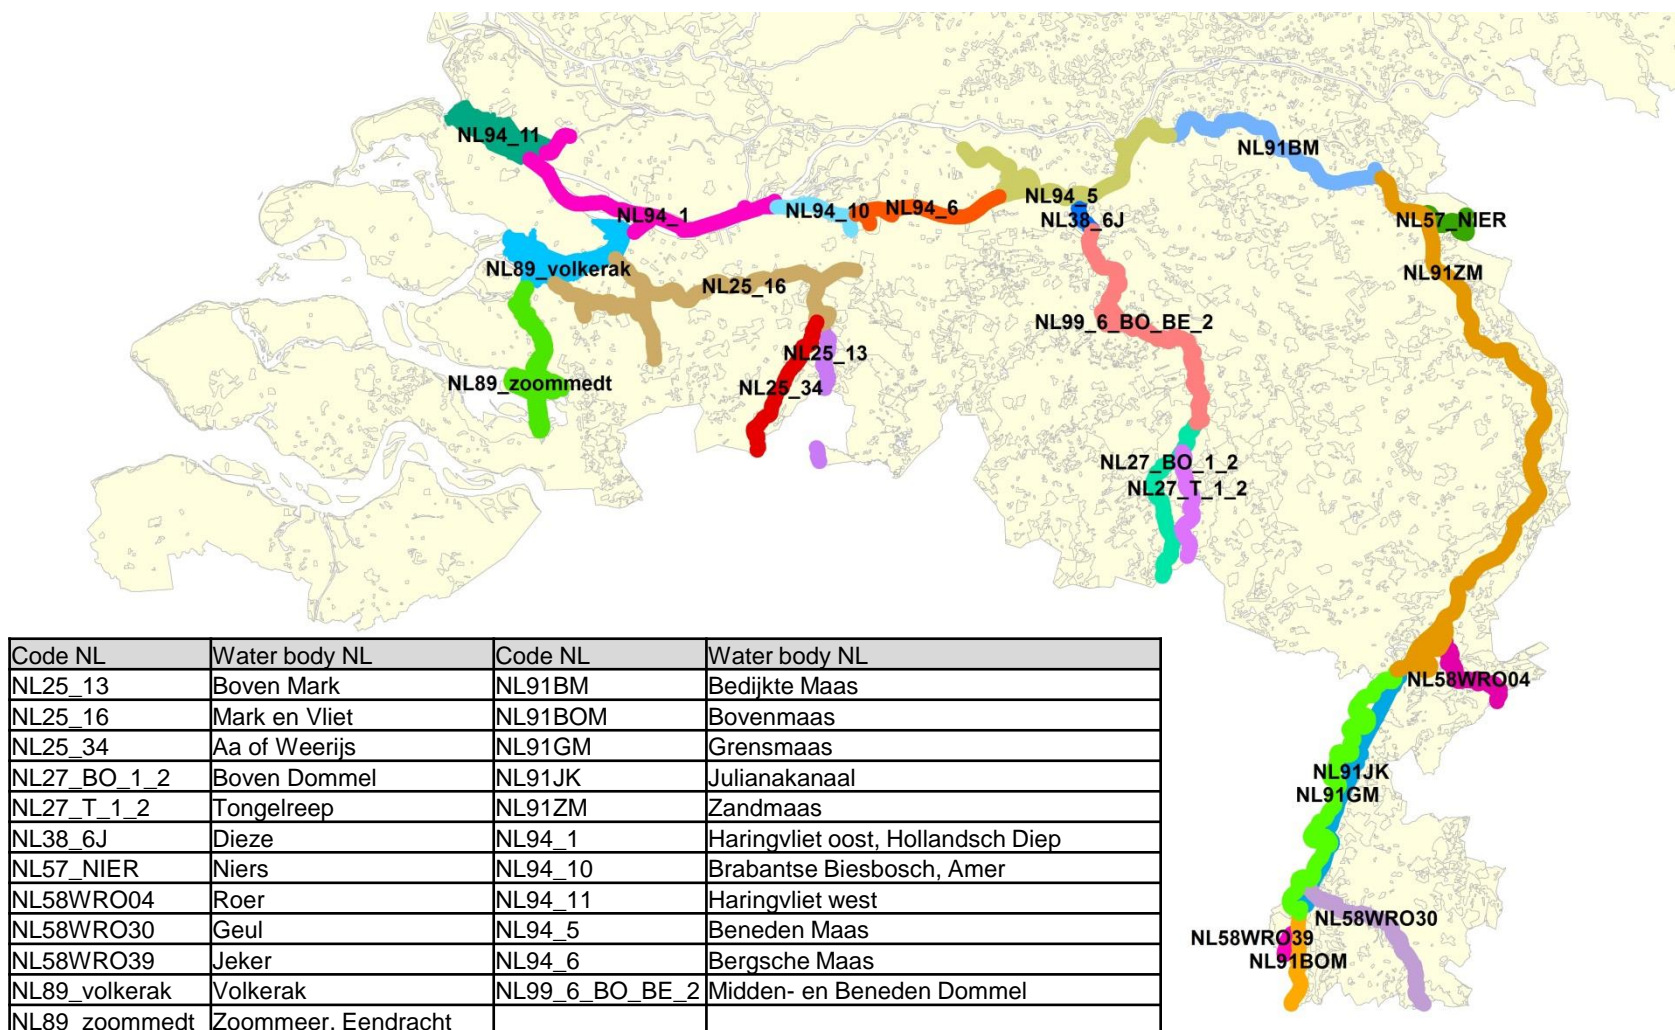 NL94_11
NL91BM
NL94_1
NL94_10
NL94_6
NL94_5
NL38_6J
NL57_NIER
NL89_volkerak
NL25_16
NL91ZM
NL99_6_BO_BE_2
NL25_13
NL89_zoommedt
NL25_34
NL27_BO_1_2
NL27_T_1_2
NL58WRO04
NL91JK
NL91GM
NL58WRO30
NL58WRO39
NL91BOM
Code NL Water body NL Code NL Water body NL
NL25_13 Boven Mark NL91BM Bedijkte Maas
NL25_16 Mark en Vliet NL91BOM Bovenmaas
NL25_34 Aa of Weerijs NL91GM Grensmaas
NL27_BO_1_2 Boven Dommel NL91JK Julianakanaal
NL27_T_1_2 Tongelreep NL91ZM Zandmaas
NL38_6J Dieze NL94_1 Haringvliet oost, Hollandsch Diep
NL57_NIER Niers NL94_10 Brabantse Biesbosch, Amer
NL58WRO04 Roer NL94_11 Haringvliet west
NL58WRO30 Geul NL94_5 Beneden Maas
NL58WRO39 Jeker NL94_6 Bergsche Maas
NL89_volkerak Volkerak NL99_6_BO_BE_2 Midden- en Beneden Dommel
NL89_zoommedt Zoommeer, Eendracht